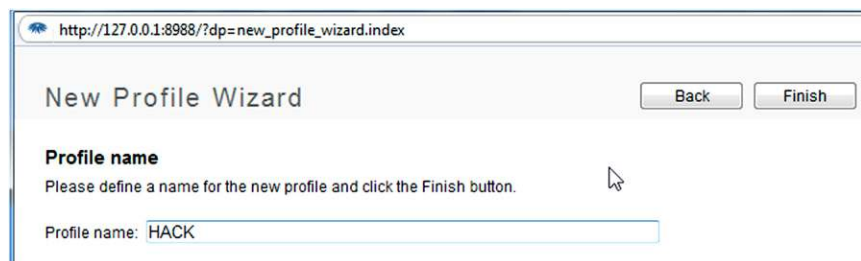 http://127.0.0.1:8988/?dp=new_profile_wizard.index
New Profile Wizard
Back
Finish
Profile name
Please define a name for the new profile and click the Finish button.
Profile name: HACK